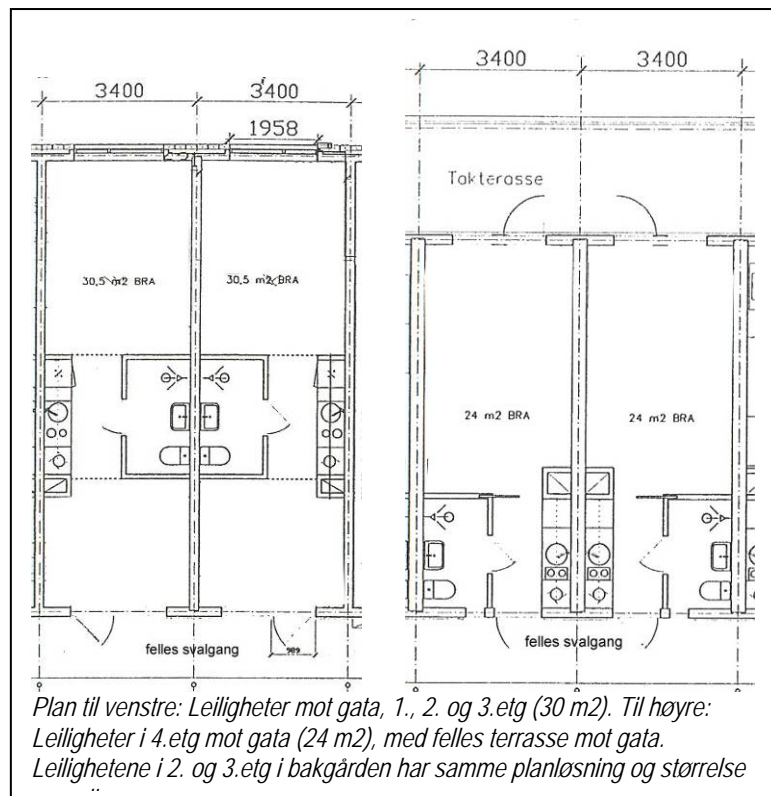 3400 3400
1958
30,5 m2 BRA
30.5 m2 BRA
felles svalgang
989
3400 3400
Takterasse
24 m2 BRA
24 m2 BRA
felles svalgang
Plan til venstre: Leiligheter mot gata, 1., 2. og 3.etg (30 m2). Til høyre:
Leiligheter i 4.etg mot gata (24 m2), med felles terrasse mot gata.
Leilighetene i 2. og 3.etg i bakgården har samme planløsning og størrelse